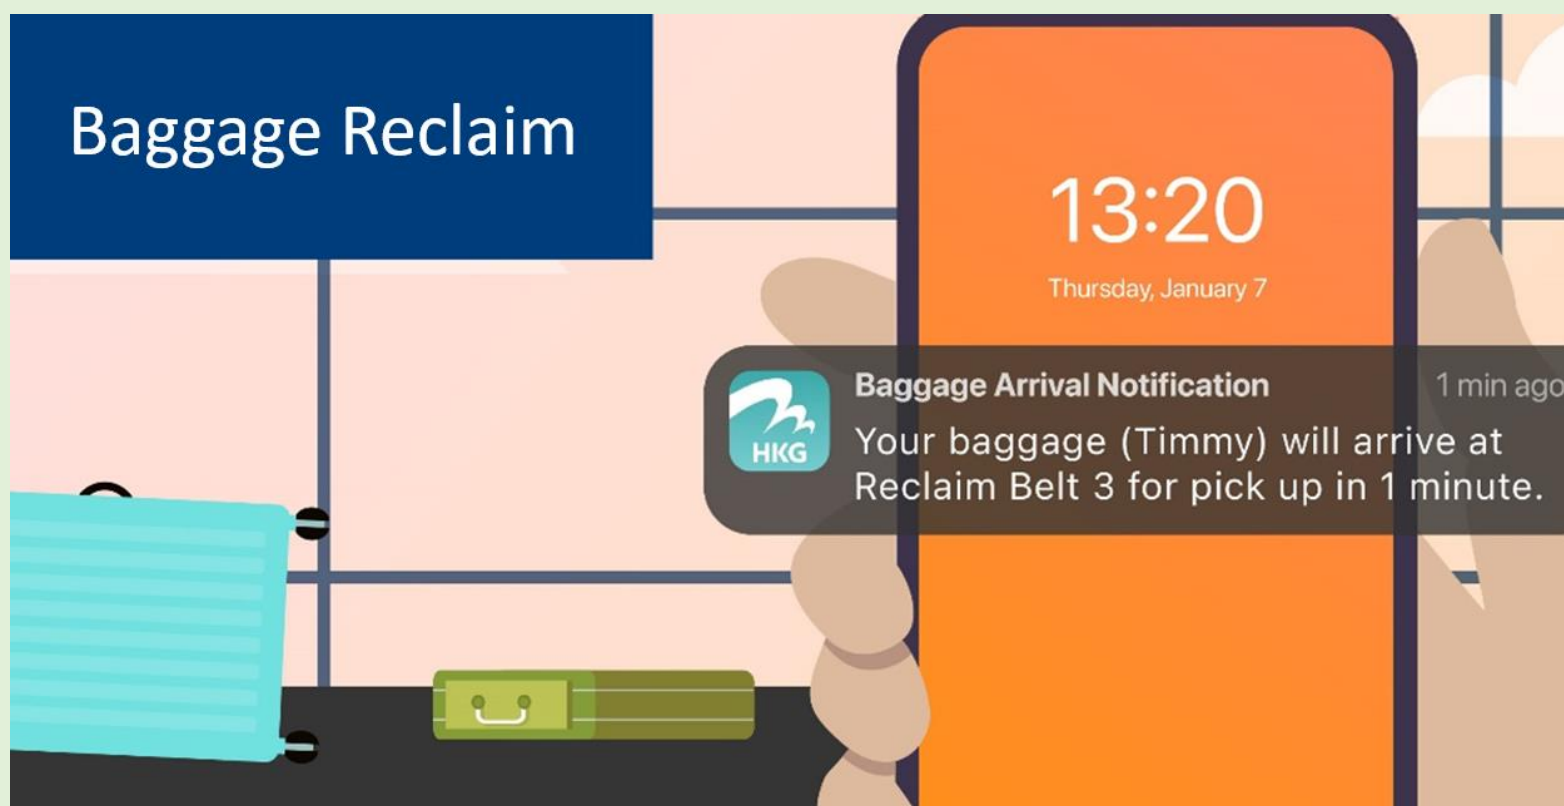 Baggage Reclaim
13:20
Thursday, January 7
Baggage Arrival Notification 1 min ago
HKG
Your baggage (Timmy) will arrive at
Reclaim Belt 3 for pick up in 1 minute.